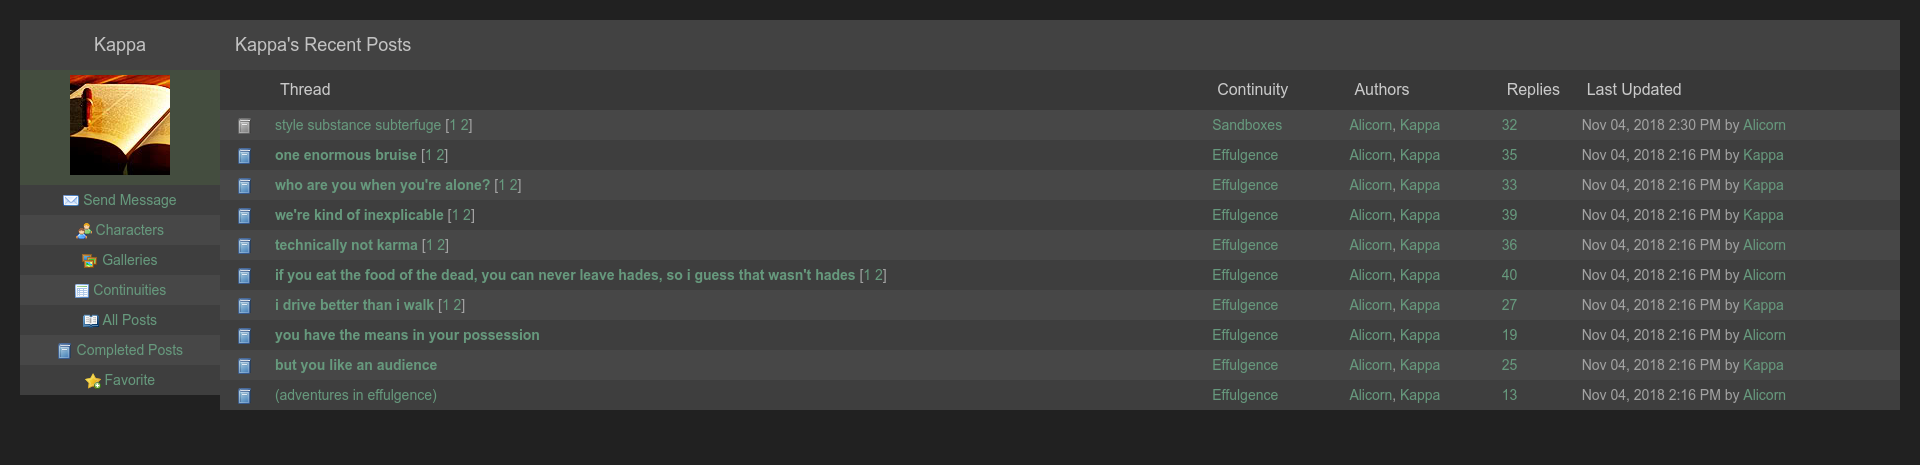 Kappa
Kappa's Recent Posts
Send Message
Characters
Galleries
Continuities
All Posts
Completed Posts
Favorite
Thread Continuity Authors Replies Last Updated
style substance subterfuge [1 2] Sandboxes Alicorn, Kappa 32 Nov 04, 2018 2:30 PM by Alicorn
one enormous bruise [1 2] Effulgence Alicorn, Kappa 35 Nov 04, 2018 2:16 PM by Kappa
who are you when you're alone? [1 2] Effulgence Alicorn, Kappa 33 Nov 04, 2018 2:16 PM by Kappa
we're kind of inexplicable [1 2] Effulgence Alicorn, Kappa 39 Nov 04, 2018 2:16 PM by Kappa
technically not karma [1 2] Effulgence Alicorn, Kappa 36 Nov 04, 2018 2:16 PM by Alicorn
if you eat the food of the dead, you can never leave hades, so i guess that wasn't hades [1 2] Effulgence Alicorn, Kappa 40 Nov 04, 2018 2:16 PM by Alicorn
i drive better than i walk [1 2] Effulgence Alicorn, Kappa 27 Nov 04, 2018 2:16 PM by Kappa
you have the means in your possession Effulgence Alicorn, Kappa 19 Nov 04, 2018 2:16 PM by Alicorn
but you like an audience Effulgence Alicorn, Kappa 25 Nov 04, 2018 2:16 PM by Kappa
(adventures in effulgence) Effulgence Alicorn, Kappa 13 Nov 04, 2018 2:16 PM by Alicorn